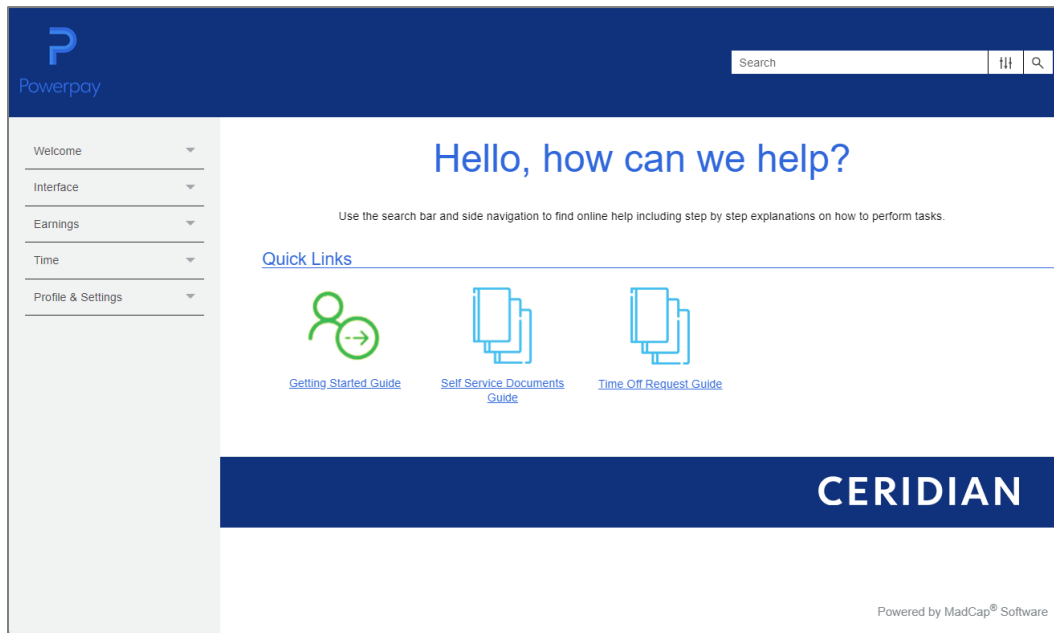 Powerpay
Search
Welcome
Interface
Earnings
Time
Profile & Settings
Hello, how can we help?
Use the search bar and side navigation to find online help including step by step explanations on how to perform tasks.
Quick Links
Getting Started Guide
Self Service Documents
Guide
Time Off Request Guide
CERIDIAN
Powered by MadCap® Software